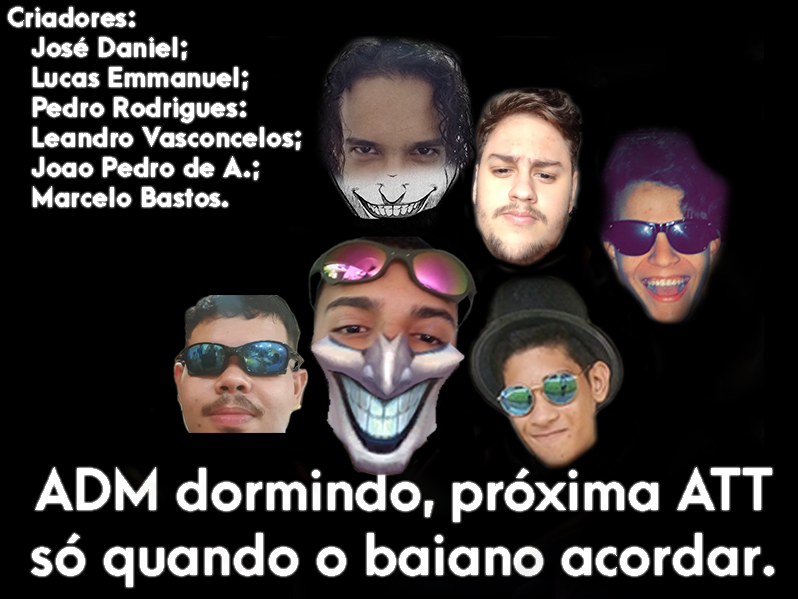 Criadores:
José Daniel;
Lucas Emmanuel;
Pedro Rodrigues:
Leandro Vasconcelos;
Joao Pedro de A.;
Marcelo Bastos.
ADM dormindo, próxima ATT
só quando o baiano acordar.